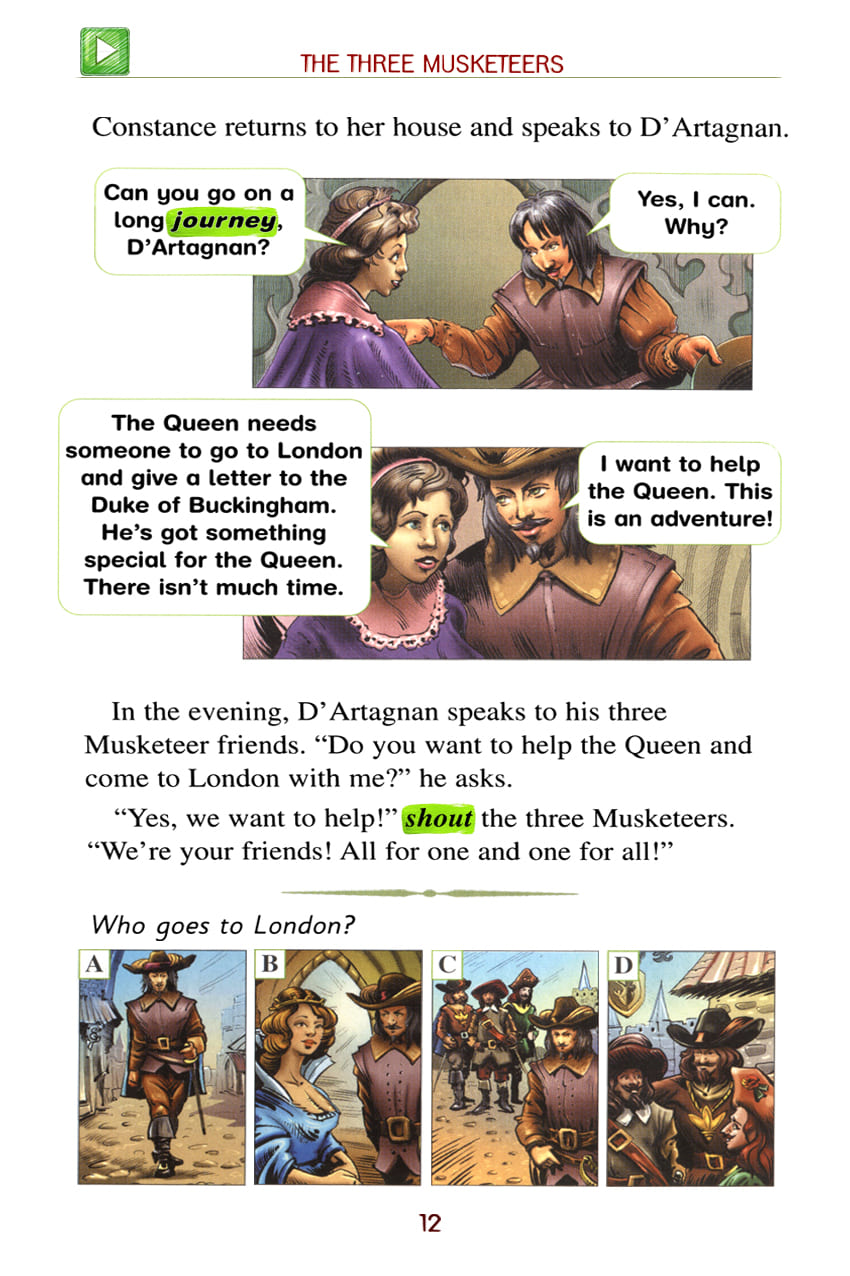 THE THREE MUSKETEERS
Constance returns to her house and speaks to D’Artagnan.
Can you go on a
long journey,
D’Artagnan?
Yes, I can.
Why?
The Queen needs
someone to go to London
and give a letter to the
Duke of Buckingham.
He’s got something
special for the Queen.
There isn’t much time.
I want to help
the Queen. This
is an adventure!
In the evening, D’Artagnan speaks to his three
Musketeer friends. “Do you want to help the Queen and
come to London with me?” he asks.
“Yes, we want to help!” shout the three Musketeers.
“We’re your friends! All for one and one for all!”
Who goes to London?
A
B
C
D
12